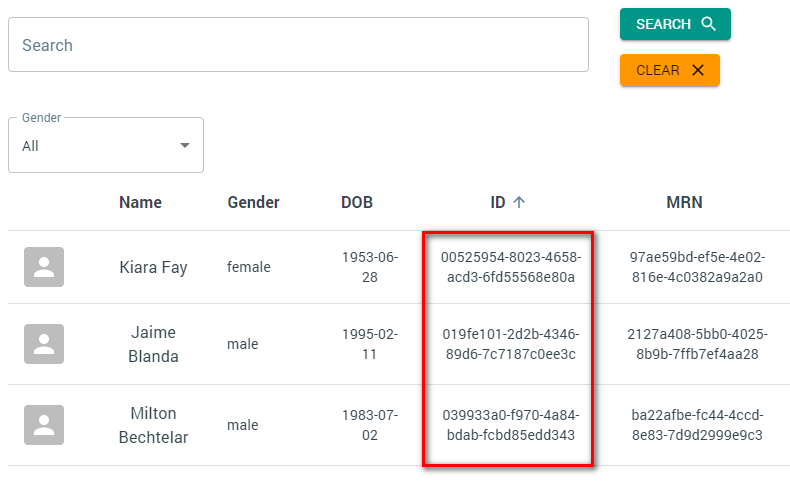 Search
SEARCH
CLEAR
Gender
All
Name Gender DOB ID MRN
Kiara Fay female 1953-06-28 00525954-8023-4658-acd3-6fd55568e80a 97ae59bd-ef5e-4e02-816e-4c0382a9a2a0
Jaime Blanda male 1995-02-11 019fe101-2d2b-4346-89d6-7c7187c0ee3c 2127a408-5bb0-4025-8b9b-7ffb7ef4aa28
Milton Bechtelar male 1983-07-02 039933a0-f970-4a84-bdab-fcbd85edd343 ba22afbe-fc44-4ccd-8e83-7d9d2999e9c3